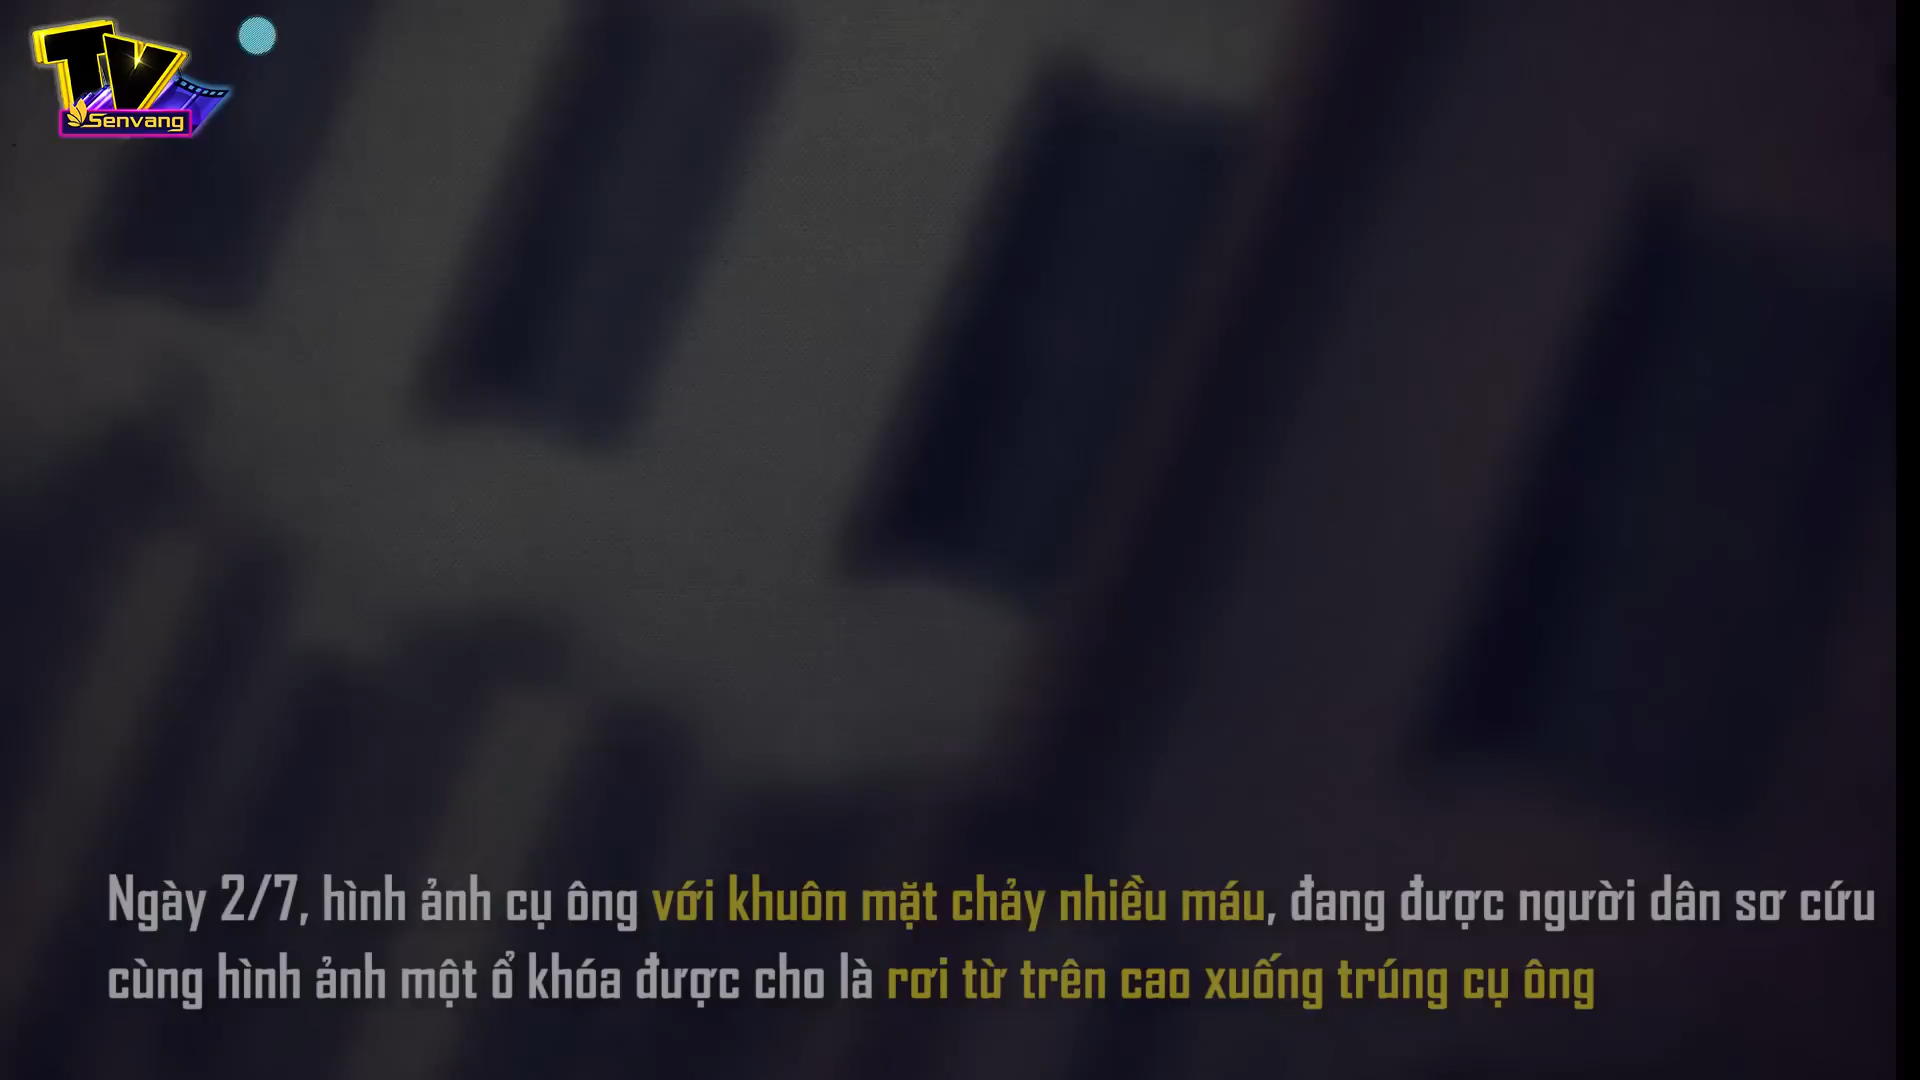 TV
Senvang
Ngày 2/7, hình ảnh cụ ông với khuôn mặt chảy nhiều máu, đang được người dân sơ cứu
cùng hình ảnh một ổ khóa được cho là rơi từ trên cao xuống trúng cụ ông